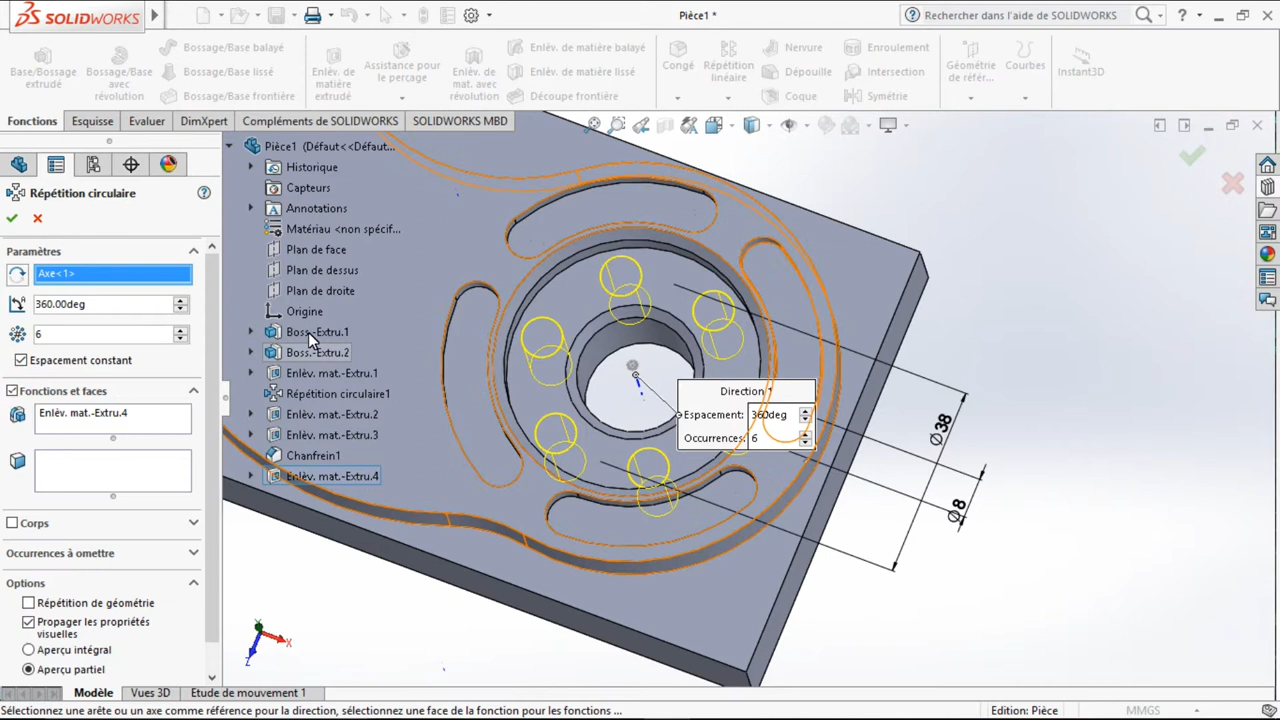 SOLIDWORKS
Pièce1 *
Rechercher dans l'aide de SOLIDWORKS
Base/Bossage
extrudé
Bossage/Base
avec
révolution
Bossage/Base balayé
Bossage/Base lissé
Bossage/Base frontière
Enlèv. de
matière
extrudé
Assistance pour
le perçage
Enlèv. de
mat. avec
révolution
Enlèv. de matière balayé
Enlèv. de matière lissé
Découpe frontière
Congé
Répétition
linéaire
Nervure
Dépouille
Coque
Enroulement
Intersection
Symétrie
Géométrie
de référ...
Courbes
Instant3D
Fonctions
Esquisse
Evaluer
DimXpert
Compléments de SOLIDWORKS
SOLIDWORKS MBD
Répétition circulaire
Paramètres
Axe<1>
360.00deg
6
Espacement constant
Fonctions et faces
Enlèv. mat.-Extru.4
Corps
Occurrences à omettre
Options
Répétition de géométrie
Propager les propriétés
visuelles
Aperçu intégral
Aperçu partiel
Pièce1 (Défaut<<Défaut...
Historique
Capteurs
Annotations
Matériau <non spécif...
Plan de face
Plan de dessus
Plan de droite
Origine
Boss.-Extru.1
Boss.-Extru.2
Enlèv. mat.-Extru.1
Répétition circulaire1
Enlèv. mat.-Extru.2
Enlèv. mat.-Extru.3
Chanfrein1
Enlèv. mat.-Extru.4
Direction 1
Espacement: 360deg
Occurrences: 6
Ø38
Ø8
Y
X
Z
Modèle
Vues 3D
Etude de mouvement 1
Sélectionnez une arête ou un axe comme référence pour la direction, sélectionnez une face de la fonction pour les fonctions ...
Edition: Pièce
MMGS